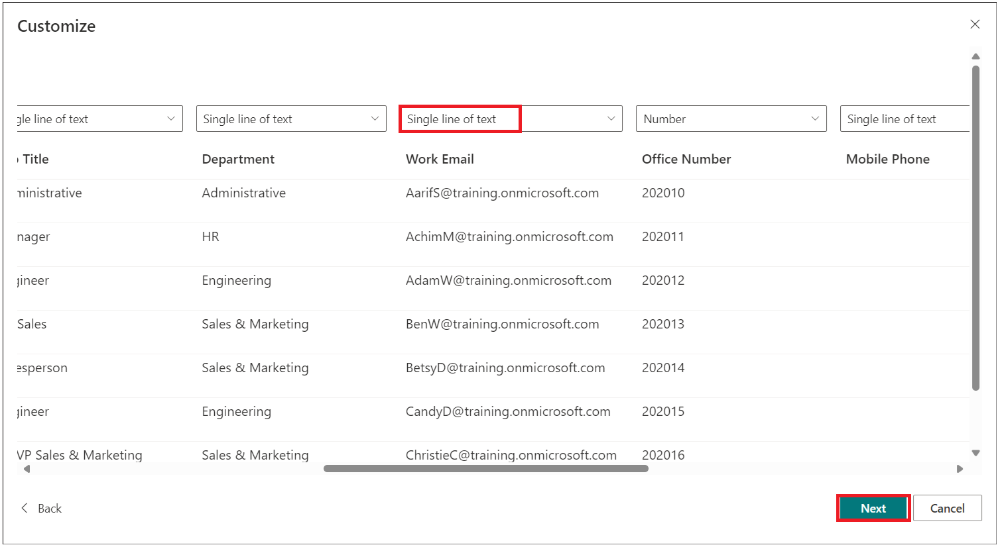 Customize
gle line of text Single line of text Single line of text Number Single line of text
Title Department Work Email Office Number Mobile Phone
ministrative Administrative AarifS@training.onmicrosoft.com 202010
nager HR AchimM@training.onmicrosoft.com 202011
gineer Engineering AdamW@training.onmicrosoft.com 202012
Sales Sales & Marketing BenW@training.onmicrosoft.com 202013
esperson Sales & Marketing BetsyD@training.onmicrosoft.com 202014
gineer Engineering CandyD@training.onmicrosoft.com 202015
VP Sales & Marketing Sales & Marketing ChristieC@training.onmicrosoft.com 202016
Back Next Cancel